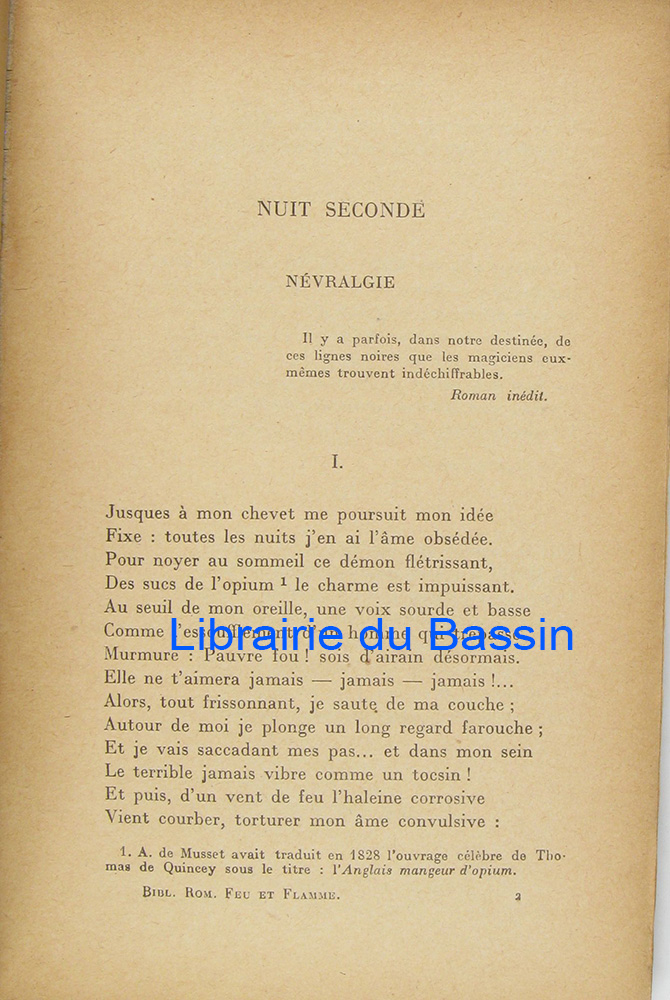 NUIT SECONDE
NÉVRALGIE
Il y a parfois, dans notre destinée, de
ces lignes noires que les magiciens eux-
mêmes trouvent indéchiffrables.
Roman inédit.
I.
Jusques à mon chevet me poursuit mon idée
Fixe : toutes les nuits j'en ai l'âme obsédée.
Pour noyer au sommeil ce démon flétrissant,
Des sucs de l'opium 1 le charme est impuissant.
Au seuil de mon oreille, une voix sourde et basse
Comme l'essoufflement d'un homme qui trépasse
Librairie du Bassin
Murmure : Pauvre fou ! sois d'airain désormais.
Elle ne t'aimera jamais — jamais — jamais !...
Alors, tout frissonnant, je saute de ma couche ;
Autour de moi je plonge un long regard farouche ;
Et je vais saccadant mes pas... et dans mon sein
Le terrible jamais vibre comme un tocsin !
Et puis, d'un vent de feu l'haleine corrosive
Vient courber, torturer mon âme convulsive :
1. A. de Musset avait traduit en 1828 l'ouvrage célèbre de Tho-
mas de Quincey sous le titre : l'Anglais mangeur d'opium.
BIBL. ROM. FEU ET FLAMME. 2